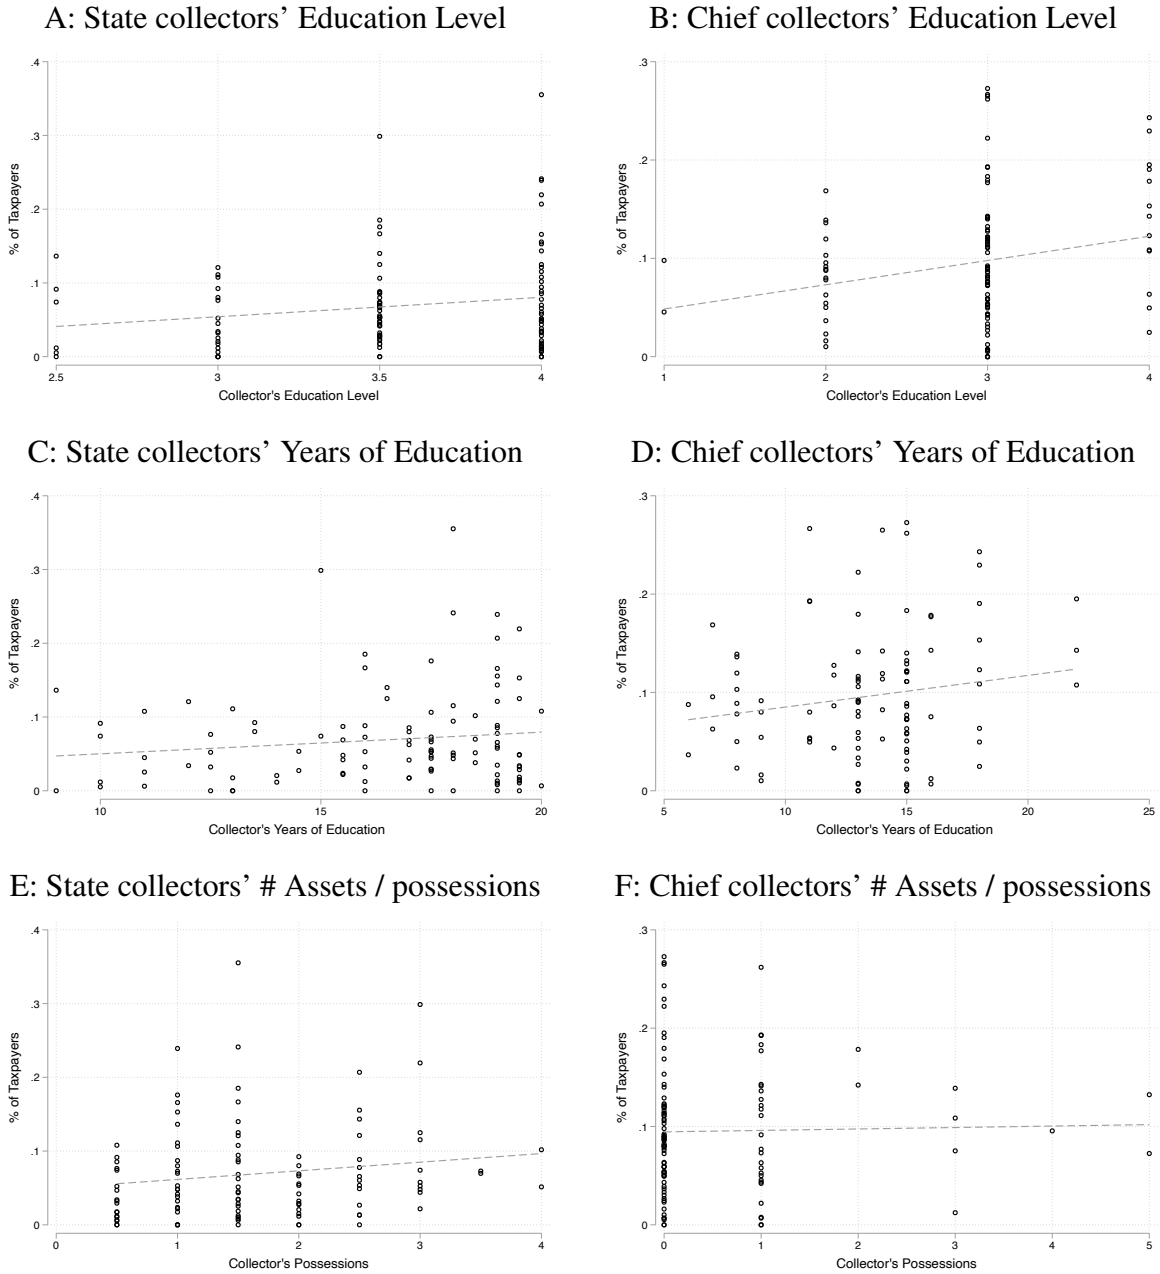 A: State collectors’ Education Level
B: Chief collectors’ Education Level
.4
.3
.2
.1
0
% of Taxpayers
2.5 3 3.5 4
Collector's Education Level
.3
.2
.1
0
% of Taxpayers
1 2 3 4
Collector's Education Level
C: State collectors’ Years of Education
D: Chief collectors’ Years of Education
.4
.3
.2
.1
0
% of Taxpayers
10 15 20
Collector's Years of Education
.3
.2
.1
0
% of Taxpayers
5 10 15 20 25
Collector's Years of Education
E: State collectors’ # Assets / possessions
F: Chief collectors’ # Assets / possessions
.4
.3
.2
.1
0
% of Taxpayers
0 1 2 3 4
Collector's Possessions
.3
.2
.1
0
% of Taxpayers
0 1 2 3 4 5
Collector's Possessions